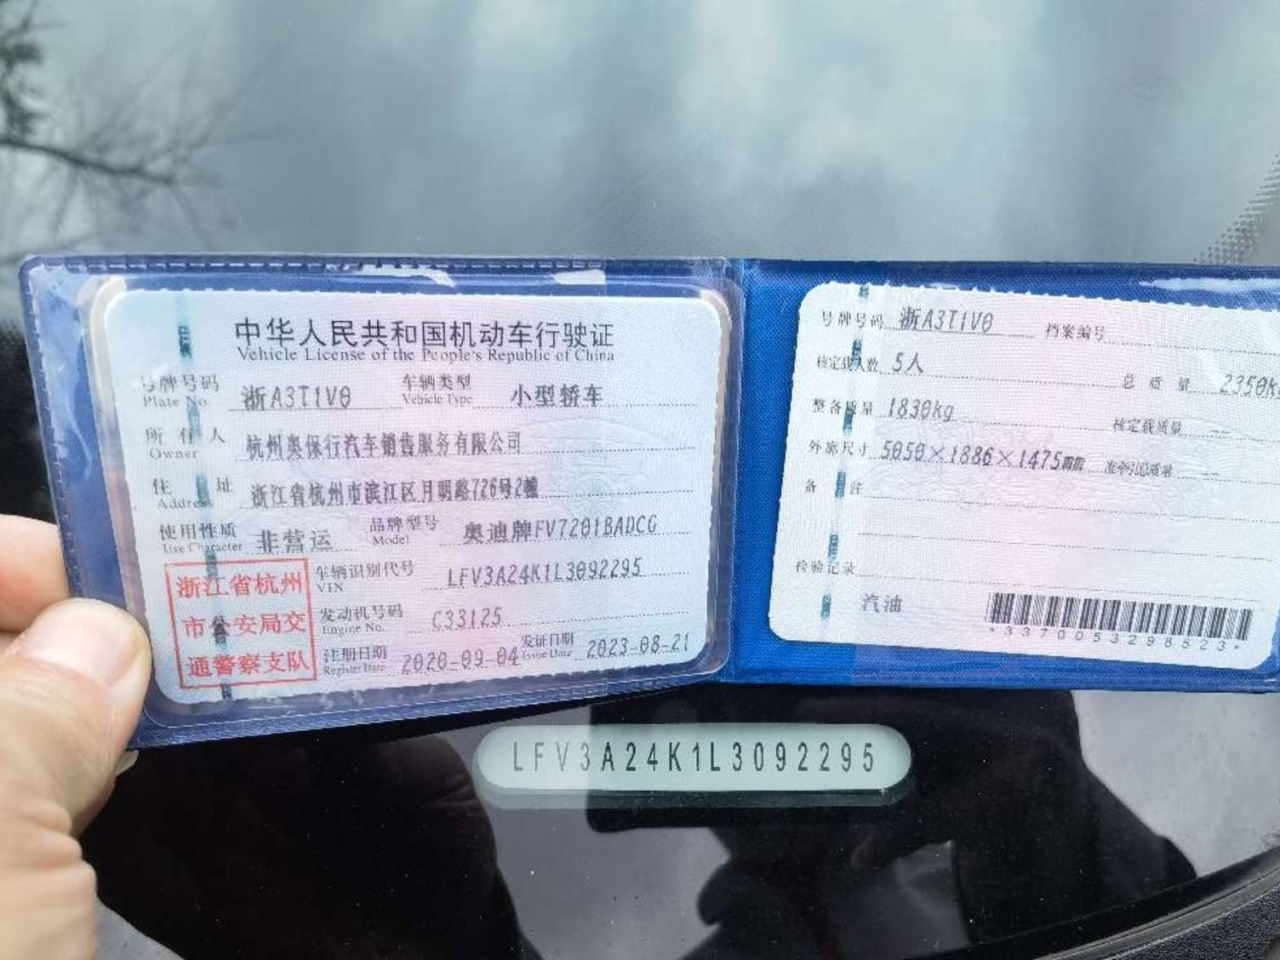 中华人民共和国机动车行驶证
Vehicle License of the People's Republic of China
号牌号码 浙A3T1V0 车辆类型 小型轿车
Plate No. Vehicle Type
所有人 杭州奥保行汽车销售服务有限公司
Owner
住址 浙江省杭州市滨江区月明路726号2幢
Address
使用性质 非营运 品牌型号 奥迪牌FV7201BADCG
Use Character Model
浙江省杭州
市公安局交
通警察支队
车辆识别代号 LFV3A24K1L3092295
VIN
发动机号码 C33125
Engine No.
注册日期 2020-09-04 发证日期 2023-08-21
Register Date Issue Date
号牌号码 浙A3T1V0 档案编号
核定载人数 5人 总质量 2350k
整备质量 1830kg 核定载质量 --
外廓尺寸 5050×1886×1475mm 准牵引总质量 --
备注
检验记录
汽油
*3370053298523*
LFV3A24K1L3092295